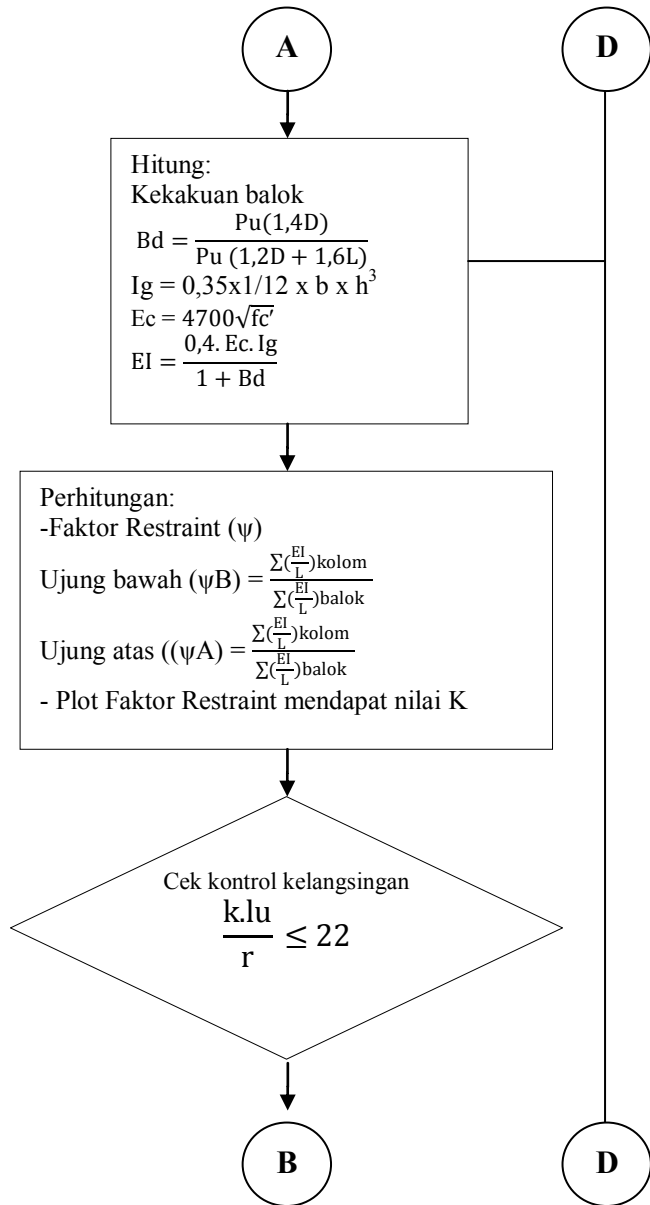 A
D
Hitung:
Kekakuan balok
Bd = Pu(1,4D) / Pu (1,2D + 1,6L)
Ig = 0,35x1/12 x b x h³
Ec = 4700√fc′
EI = 0,4. Ec. Ig / 1 + Bd
Perhitungan:
-Faktor Restraint (ψ)
Ujung bawah (ψB) = ∑(EI/L)kolom / ∑(EI/L)balok
Ujung atas ((ψA) = ∑(EI/L)kolom / ∑(EI/L)balok
- Plot Faktor Restraint mendapat nilai K
Cek kontrol kelangsingan
k.lu / r ≤ 22
B
D